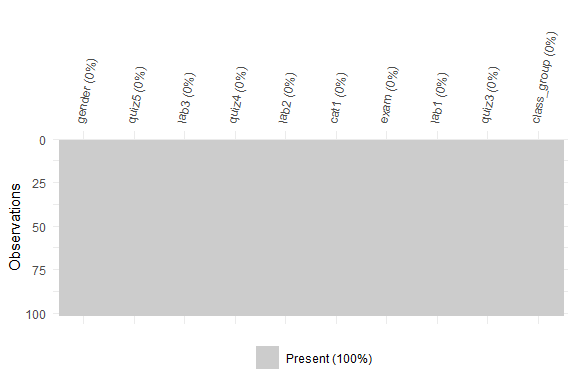 gender (0%)
quiz5 (0%)
lab3 (0%)
quiz4 (0%)
lab2 (0%)
cat1 (0%)
exam (0%)
lab1 (0%)
quiz3 (0%)
class_group (0%)
0
25
50
75
100
Observations
Present (100%)